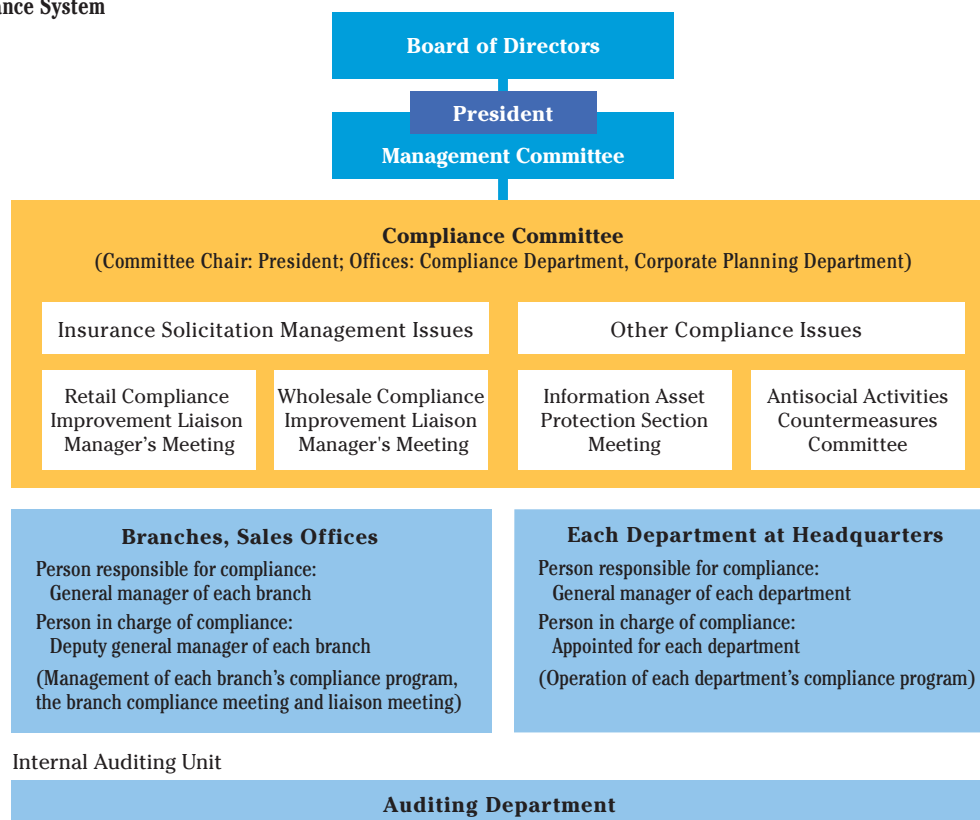 ance System
Board of Directors
President
Management Committee
Compliance Committee
(Committee Chair: President; Offices: Compliance Department, Corporate Planning Department)
Insurance Solicitation Management Issues
Other Compliance Issues
Retail Compliance
Improvement Liaison
Manager’s Meeting
Wholesale Compliance
Improvement Liaison
Manager's Meeting
Information Asset
Protection Section
Meeting
Antisocial Activities
Countermeasures
Committee
Branches, Sales Offices
Person responsible for compliance:
General manager of each branch
Person in charge of compliance:
Deputy general manager of each branch
(Management of each branch’s compliance program,
the branch compliance meeting and liaison meeting)
Each Department at Headquarters
Person responsible for compliance:
General manager of each department
Person in charge of compliance:
Appointed for each department
(Operation of each department’s compliance program)
Internal Auditing Unit
Auditing Department